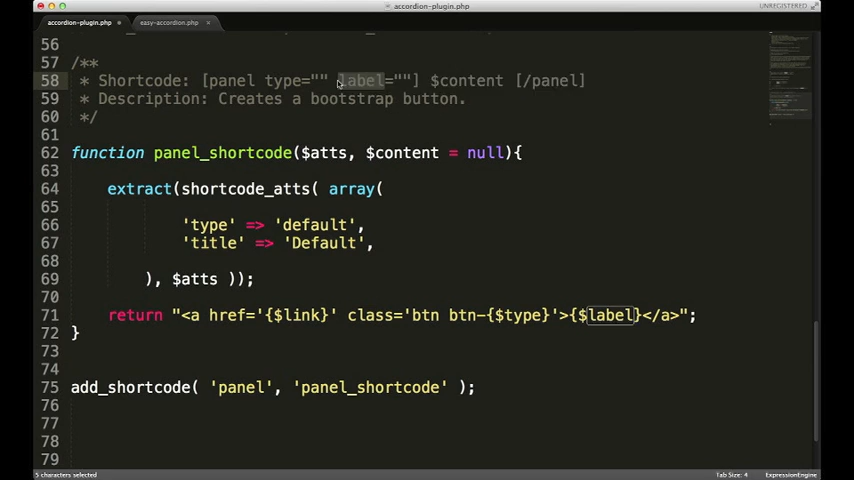 accordion-plugin.php
UNREGISTERED
accordion-plugin.php
easy-accordion.php
56
57 /**
58 * Shortcode: [panel type="" label=""] $content [/panel]
59 * Description: Creates a bootstrap button.
60 */
61
62 function panel_shortcode($atts, $content = null){
63
64 extract(shortcode_atts( array(
65
66 'type' => 'default',
67 'title' => 'Default',
68
69 ), $atts ));
70
71 return "<a href='{$link}' class='btn btn-{$type}'>{$label}</a>";
72 }
73
74
75 add_shortcode( 'panel', 'panel_shortcode' );
76
77
78
79
5 characters selected
Tab Size: 4
ExpressionEngine